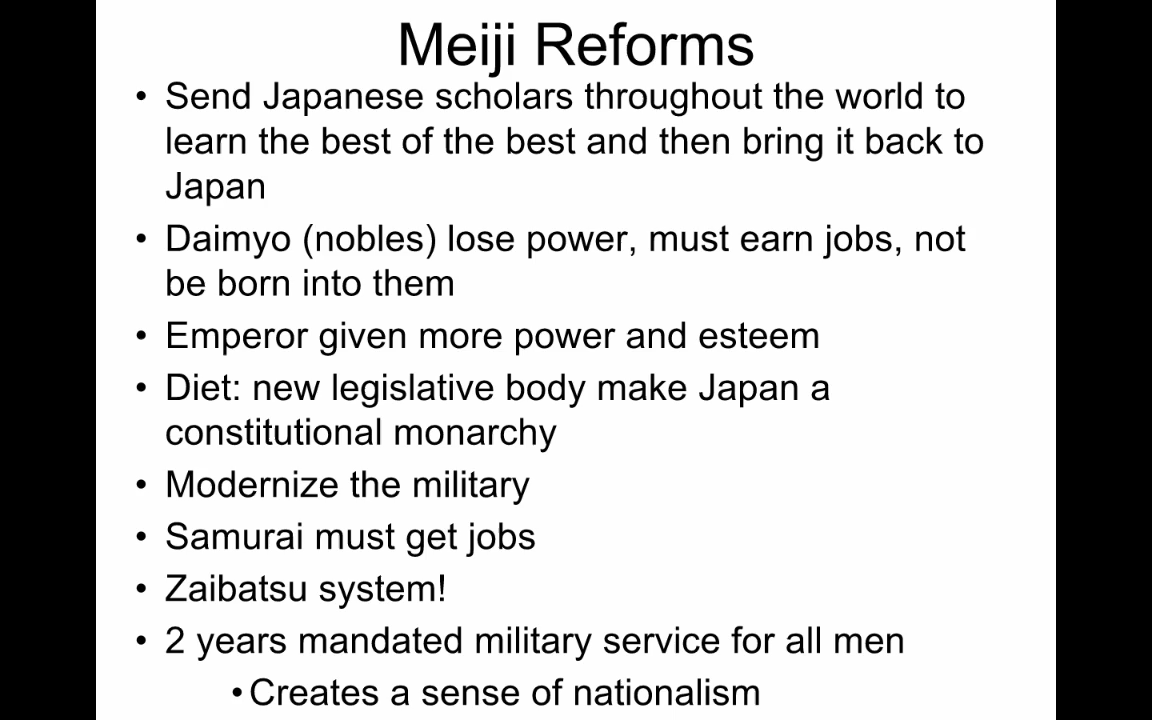 Meiji Reforms
• Send Japanese scholars throughout the world to
learn the best of the best and then bring it back to
Japan
• Daimyo (nobles) lose power, must earn jobs, not
be born into them
• Emperor given more power and esteem
• Diet: new legislative body make Japan a
constitutional monarchy
• Modernize the military
• Samurai must get jobs
• Zaibatsu system!
• 2 years mandated military service for all men
• Creates a sense of nationalism